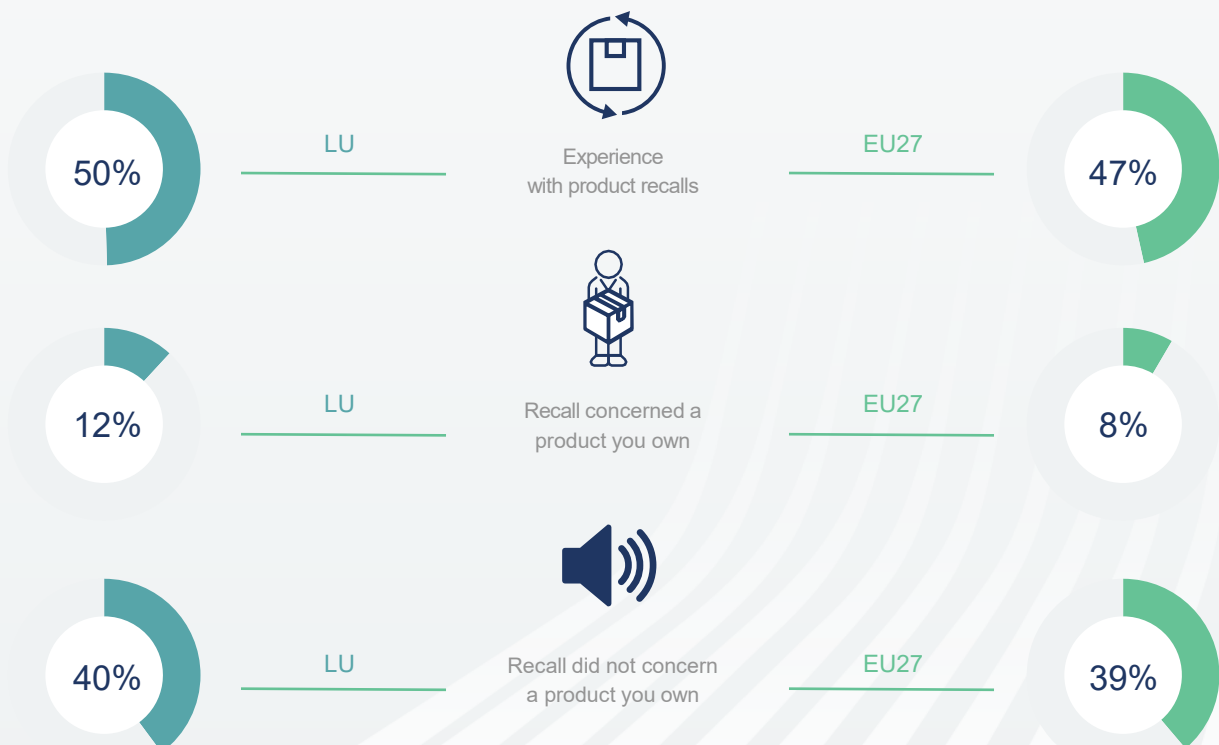 50%
LU
Experience
with product recalls
EU27
47%
12%
LU
Recall concerned a
product you own
EU27
8%
40%
LU
Recall did not concern
a product you own
EU27
39%